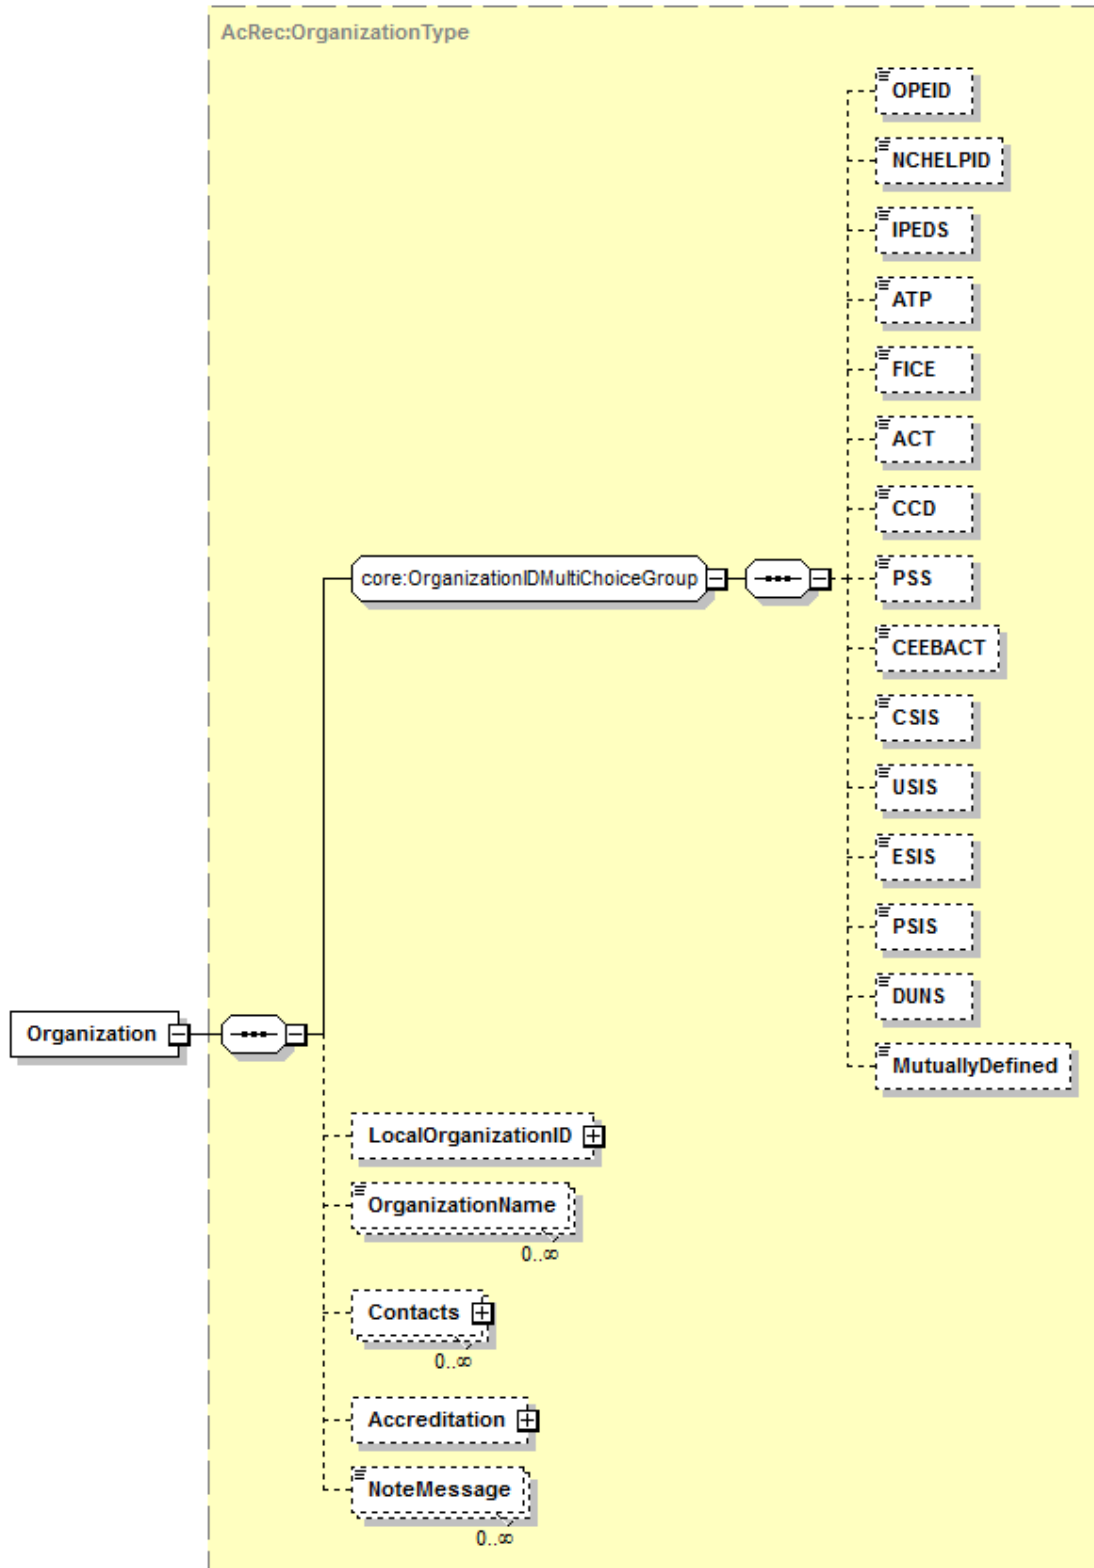 AcRec:OrganizationType
OPEID
NCHELPID
IPEDS
ATP
FICE
ACT
CCD
core:OrganizationIDMultiChoiceGroup
PSS
CEEBACT
CSIS
USIS
ESIS
PSIS
DUNS
Organization
MutuallyDefined
LocalOrganizationID
OrganizationName
0..∞
Contacts
0..∞
Accreditation
NoteMessage
0..∞